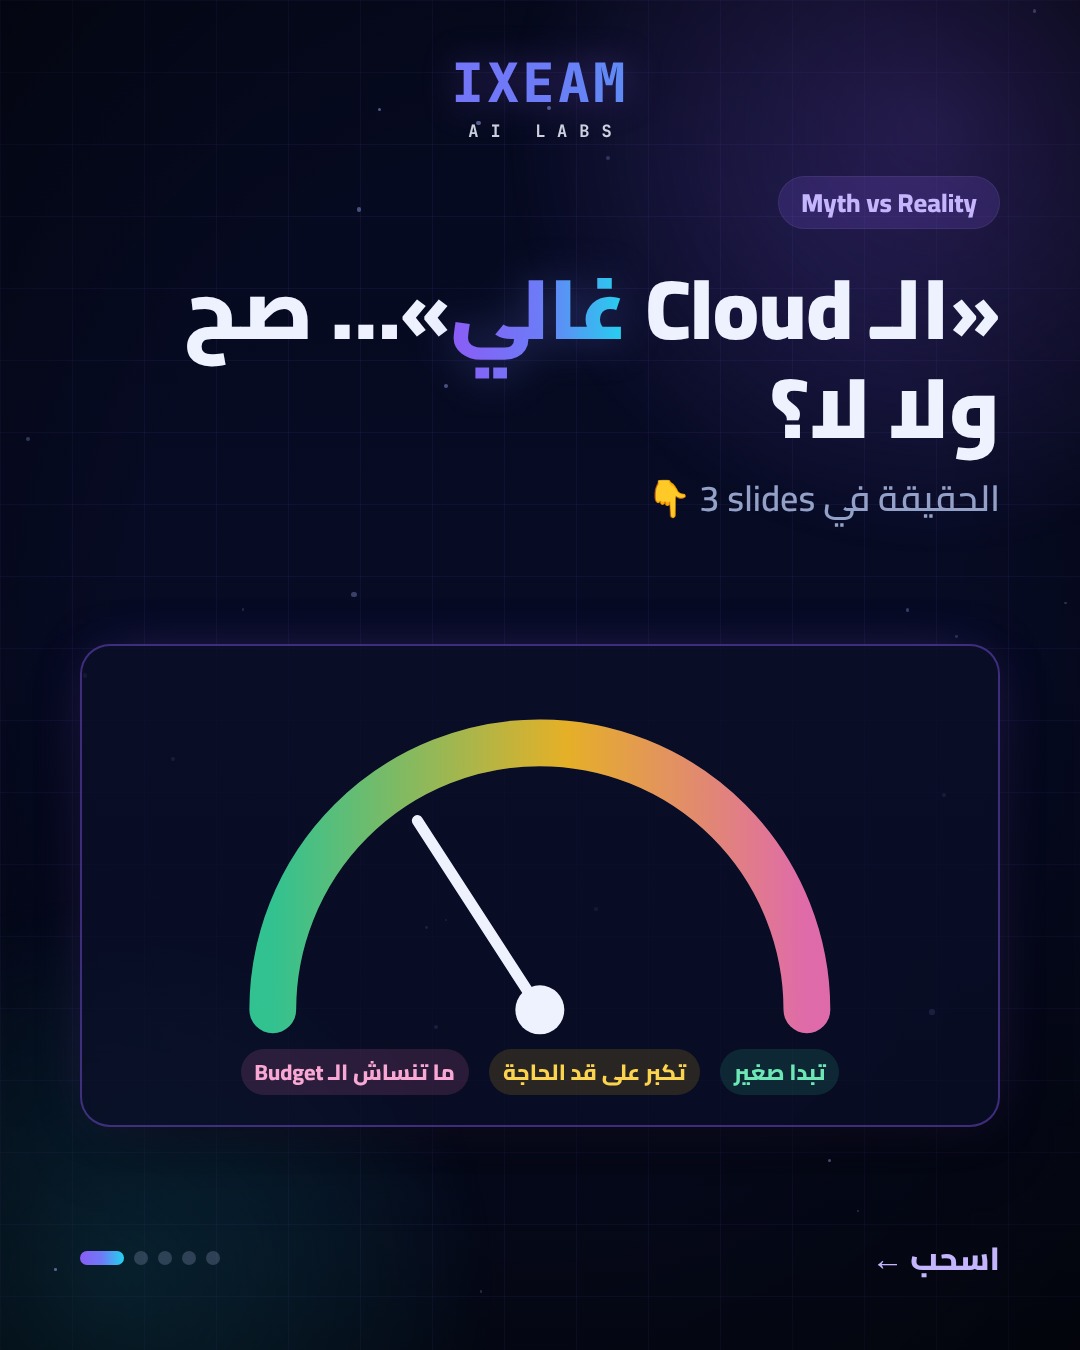 IXEAM
AI LABS
Myth vs Reality
«الـ Cloud غالي»... صح
ولا لا؟
الحقيقة في 3 slides 👇
تبدا صغير
تكبر على قد الحاجة
ما تنساش الـ Budget
اسحب ←